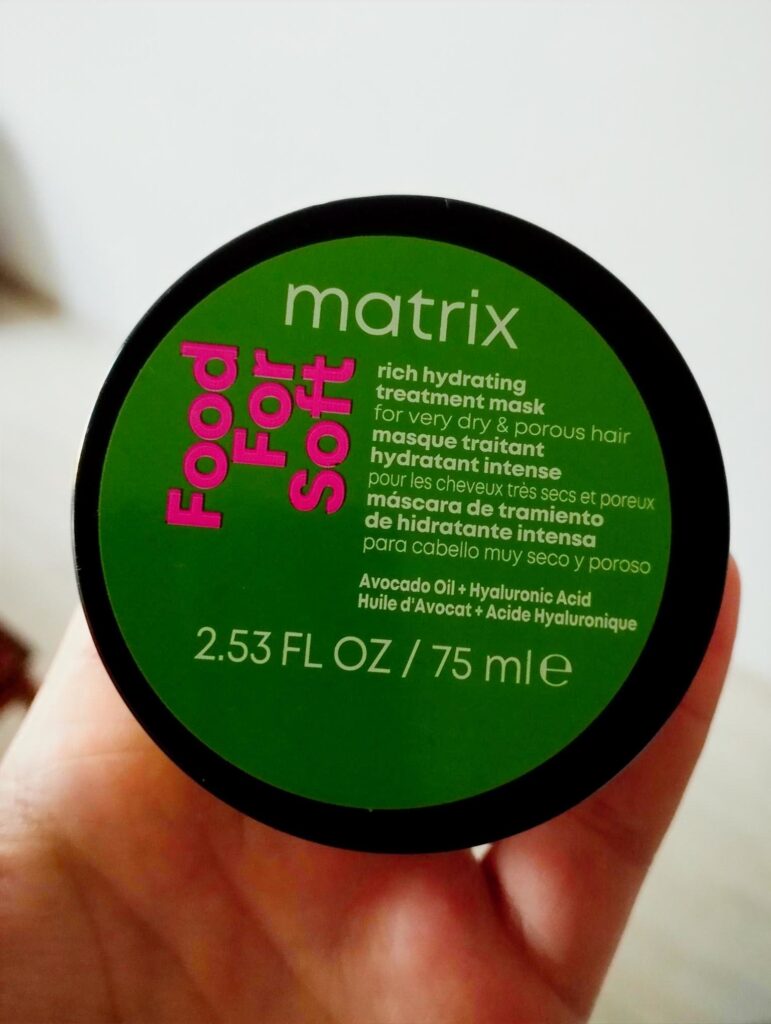 matrix
Food
For
Soft
rich hydrating
treatment mask
for very dry & porous hair
masque traitant
hydratant intense
pour les cheveux très secs et poreux
máscara de tramiento
de hidratante intensa
para cabello muy seco y poroso
Avocado Oil + Hyaluronic Acid
Huile d'Avocat + Acide Hyaluronique
2.53 FL OZ / 75 ml e